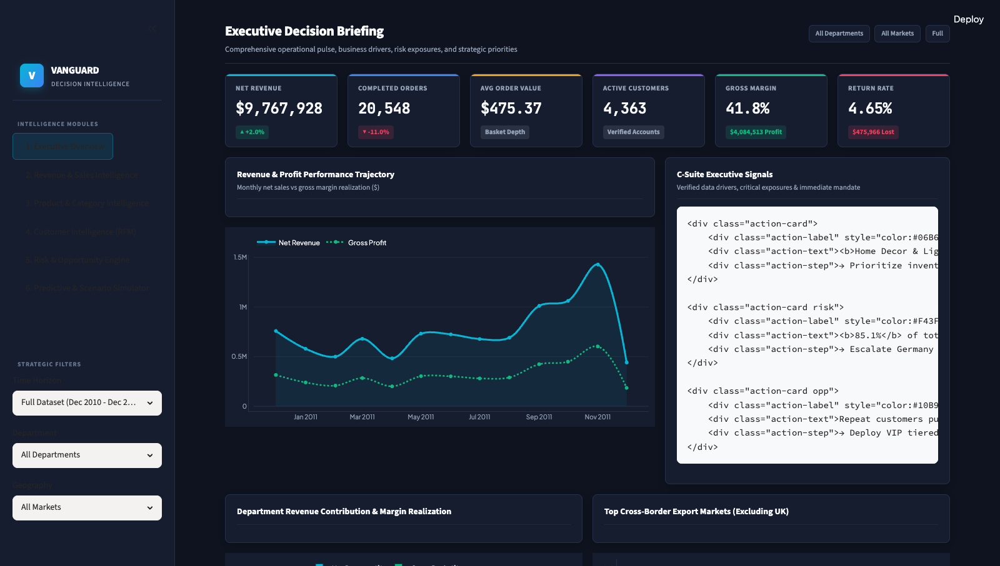 Deploy
«
V
VANGUARD
DECISION INTELLIGENCE
INTELLIGENCE MODULES
1. Executive Overview
2. Revenue & Sales Intelligence
3. Product & Category Intelligence
4. Customer Intelligence (RFM)
5. Risk & Opportunity Engine
6. Predictive & Scenario Simulator
STRATEGIC FILTERS
Time Horizon
Full Dataset (Dec 2010 - Dec 2...
Department
All Departments
Geography
All Markets
Executive Decision Briefing
Comprehensive operational pulse, business drivers, risk exposures, and strategic priorities
All Departments
All Markets
Full
NET REVENUE
$9,767,928
▲ +2.0%
COMPLETED ORDERS
20,548
▼ -11.0%
AVG ORDER VALUE
$475.37
Basket Depth
ACTIVE CUSTOMERS
4,363
Verified Accounts
GROSS MARGIN
41.8%
$4,084,513 Profit
RETURN RATE
4.65%
$475,966 Lost
Revenue & Profit Performance Trajectory
Monthly net sales vs gross margin realization ($)
Net Revenue
Gross Profit
1.5M
1M
0.5M
0
Jan 2011
Mar 2011
May 2011
Jul 2011
Sep 2011
Nov 2011
C-Suite Executive Signals
Verified data drivers, critical exposures & immediate mandate
<div class="action-card">
<div class="action-label" style="color:#06B6
<div class="action-text"><b>Home Decor & Lig
<div class="action-step">→ Prioritize invent
</div>
<div class="action-card risk">
<div class="action-label" style="color:#F43F
<div class="action-text"><b>85.1%</b> of tot
<div class="action-step">→ Escalate Germany
</div>
<div class="action-card opp">
<div class="action-label" style="color:#10B9
<div class="action-text">Repeat customers pu
<div class="action-step">→ Deploy VIP tiered
</div>
Department Revenue Contribution & Margin Realization
Top Cross-Border Export Markets (Excluding UK)